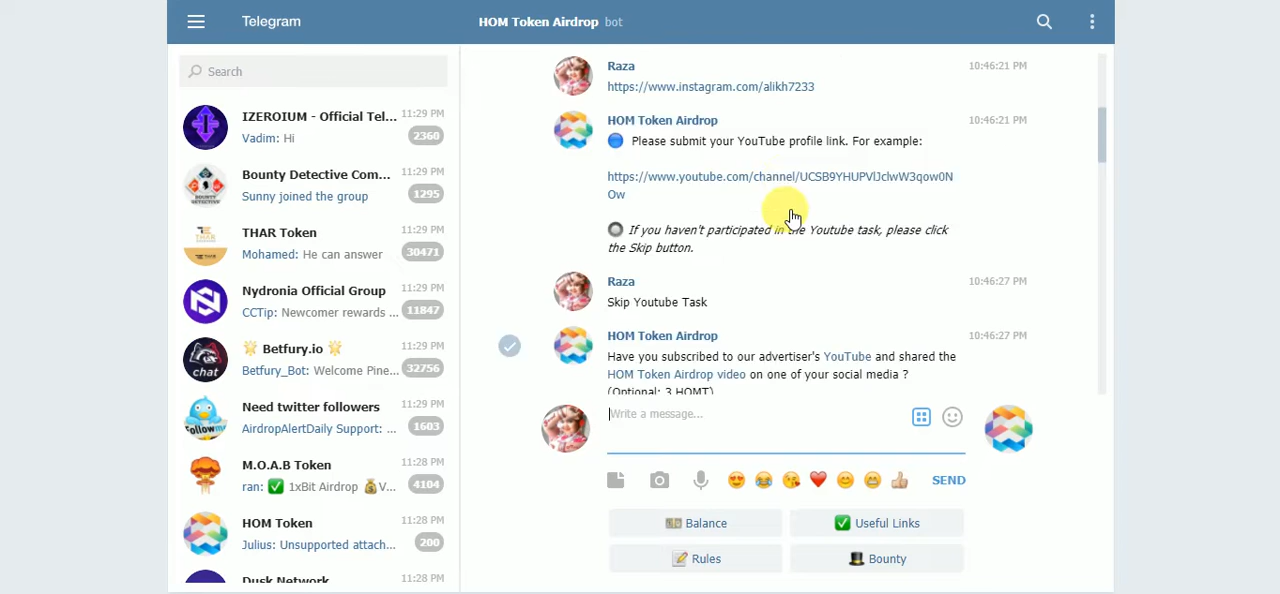 Telegram
HOM Token Airdrop bot
Search
IZEROIUM - Official Tel... 11:29 PM
Vadim: Hi 2360
Bounty Detective Com... 11:29 PM
Sunny joined the group 1295
THAR Token 11:29 PM
Mohamed: He can answer 30471
Nydronia Official Group 11:29 PM
CCTip: Newcomer rewards ... 11847
🌟 Betfury.io 🌟 11:29 PM
Betfury_Bot: Welcome Pine... 32756
Need twitter followers 11:29 PM
AirdropAlertDaily Support: ... 1603
M.O.A.B Token 11:28 PM
ran: ✅ 1xBit Airdrop 💰V... 4104
HOM Token 11:28 PM
Julius: Unsupported attach... 200
Dusk Network 11:28 PM
Raza 10:46:21 PM
https://www.instagram.com/alikh7233
HOM Token Airdrop 10:46:21 PM
🔵 Please submit your YouTube profile link. For example:
https://www.youtube.com/channel/UCSB9YHUPVlJclwW3qow0N
Ow
🔘 If you haven't participated in the Youtube task, please click
the Skip button.
Raza 10:46:27 PM
Skip Youtube Task
HOM Token Airdrop 10:46:27 PM
Have you subscribed to our advertiser's YouTube and shared the
HOM Token Airdrop video on one of your social media ?
(Optional: 3 HOMT)
Write a message...
SEND
💵 Balance
✅ Useful Links
📝 Rules
🎩 Bounty